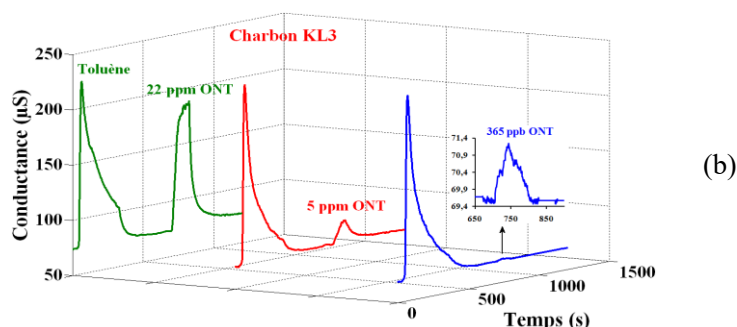 Charbon KL3
250
200
150
100
50
Conductance (µS)
Toluène
22 ppm ONT
5 ppm ONT
365 ppb ONT
71,4
70,9
70,4
69,9
69,4
650 750 850
0
500
1000
1500
Temps (s)
(b)